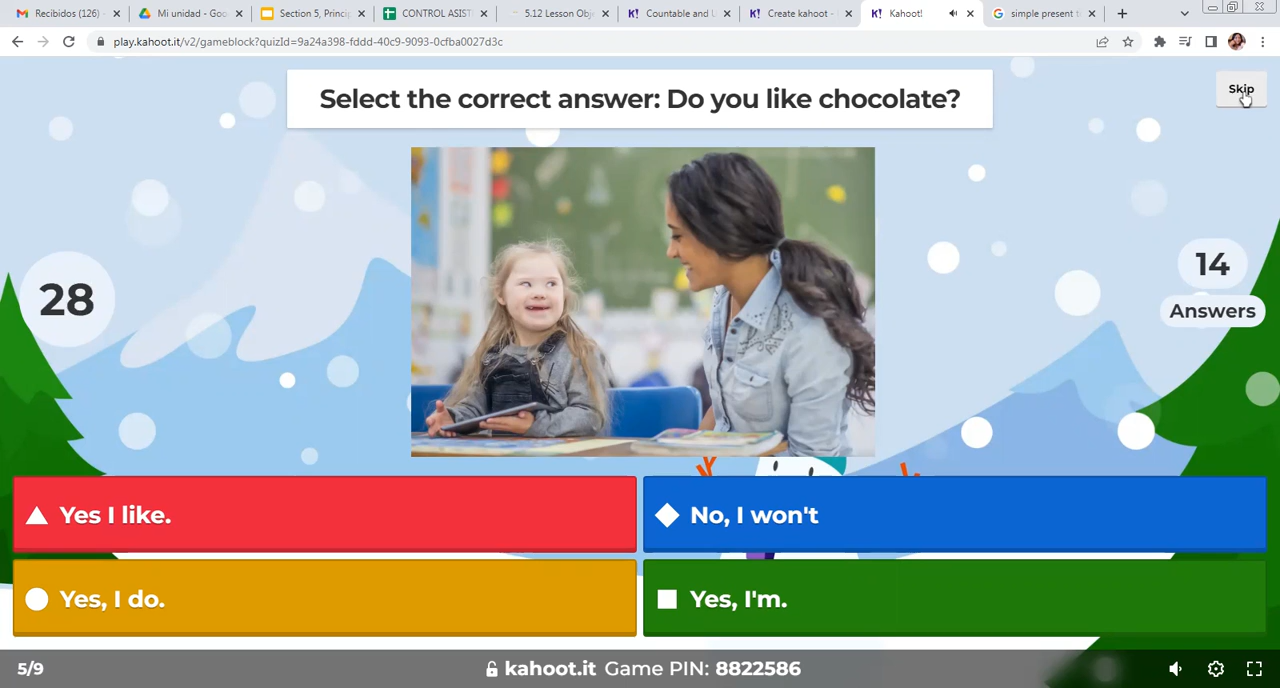 Recibidos (126) -
Mi unidad - Goo
Section 5, Princip
CONTROL ASIST
5.12 Lesson Obj
Countable and U
Create kahoot -
Kahoot!
simple present t
play.kahoot.it/v2/gameblock?quizId=9a24a398-fddd-40c9-9093-0cfba0027d3c
Select the correct answer: Do you like chocolate?
Skip
28
14
Answers
Yes I like.
No, I won't
Yes, I do.
Yes, I'm.
5/9
kahoot.it Game PIN: 8822586